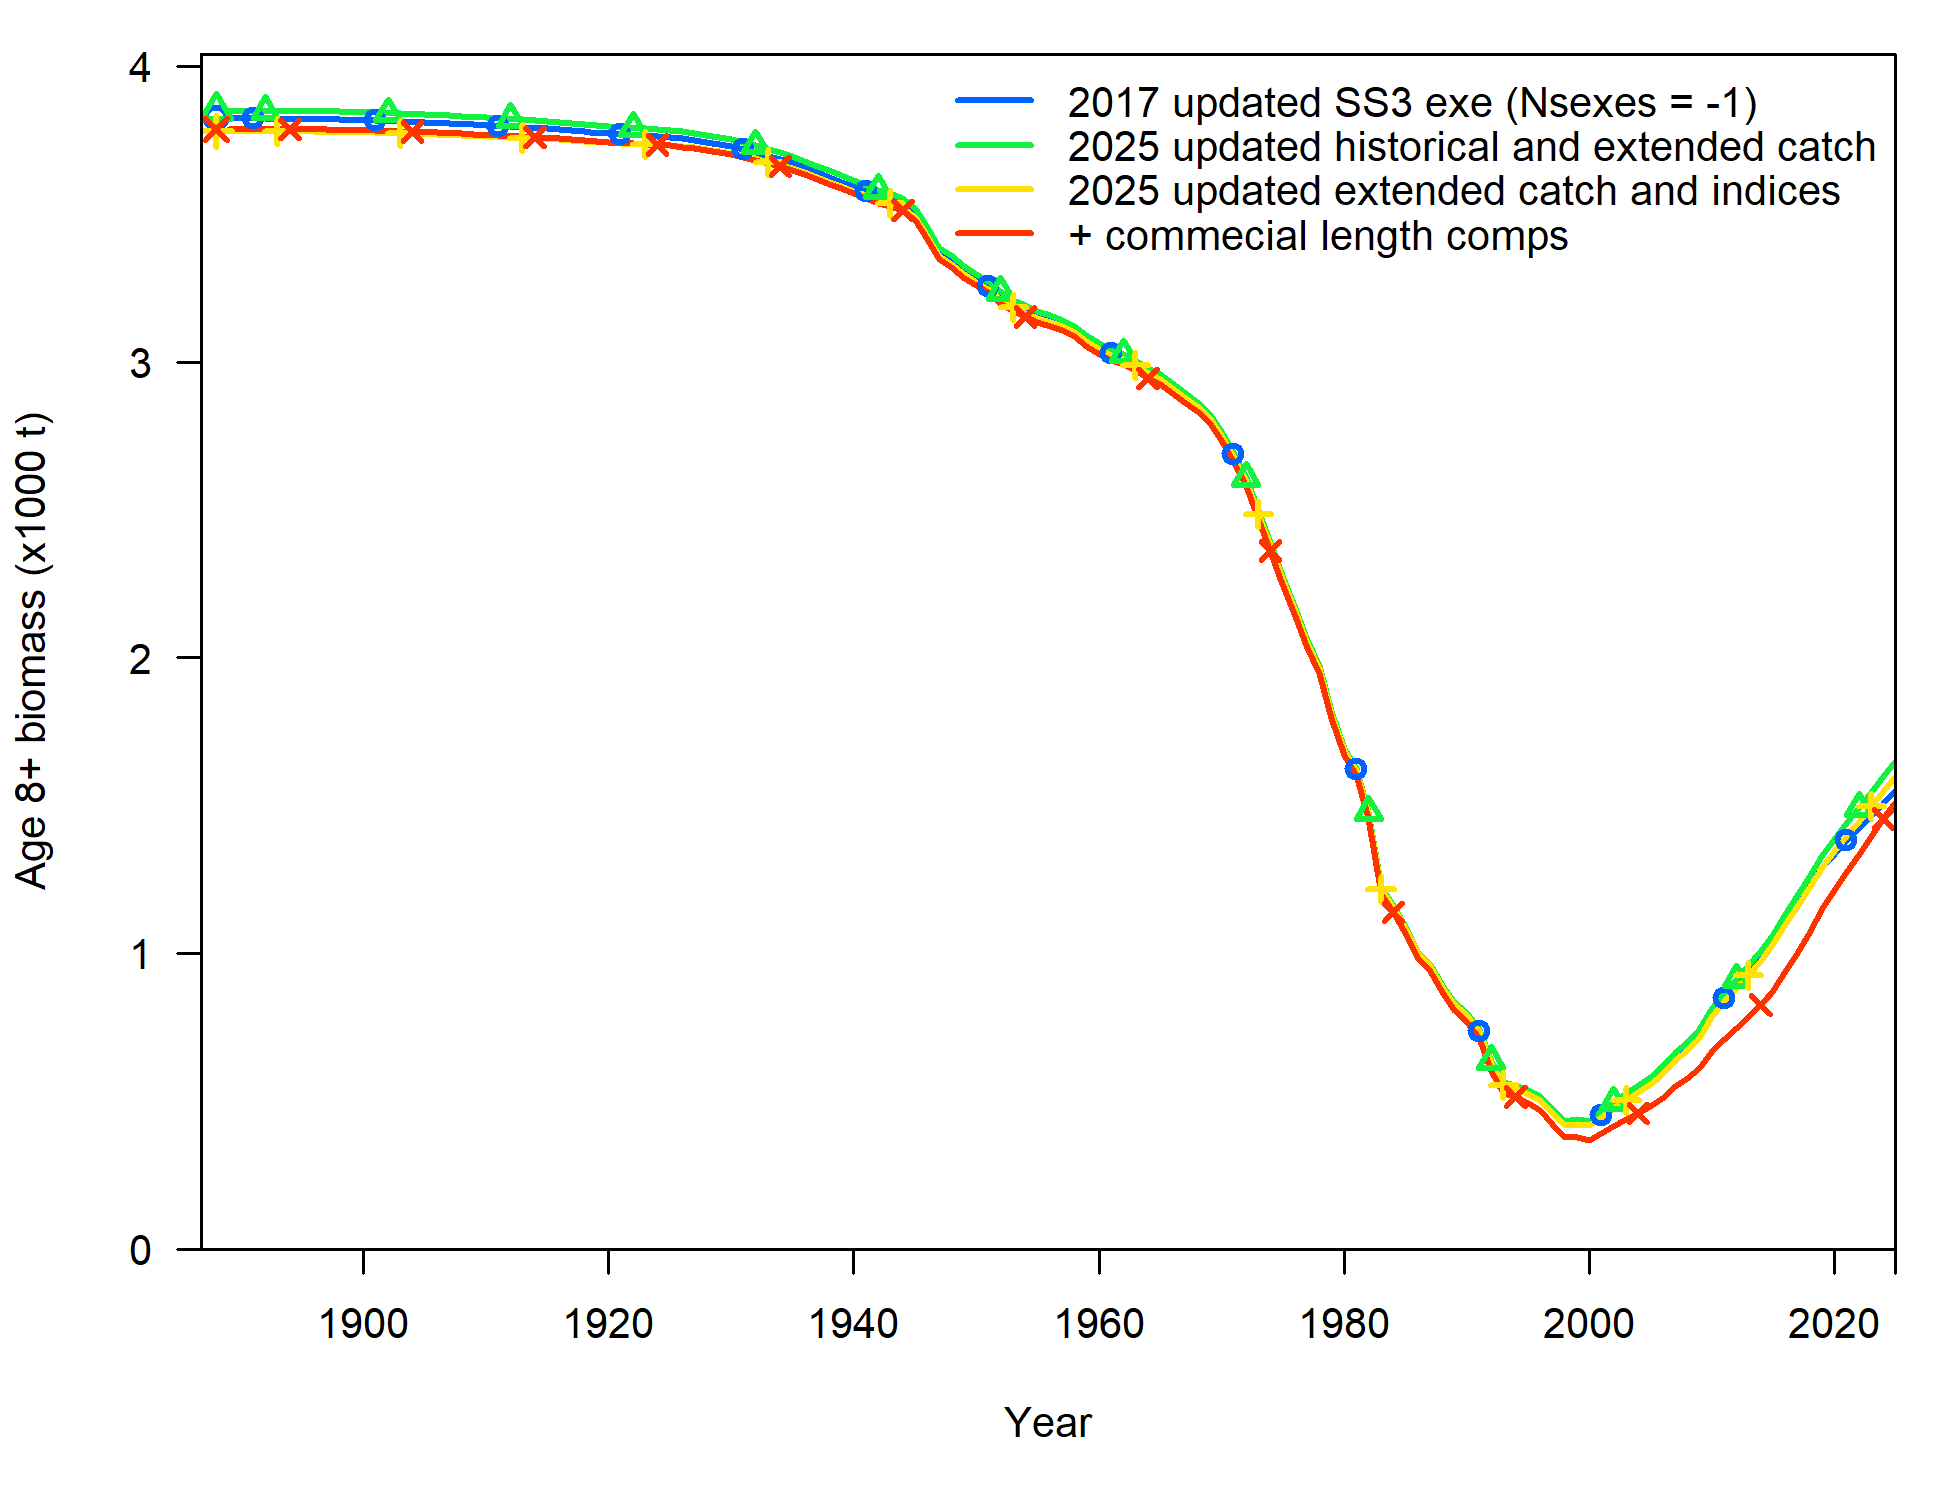 4
3
2
1
0
Age 8+ biomass (x1000 t)
2017 updated SS3 exe (Nsexes = -1)
2025 updated historical and extended catch
2025 updated extended catch and indices
+ commecial length comps
1900 1920 1940 1960 1980 2000 2020
Year